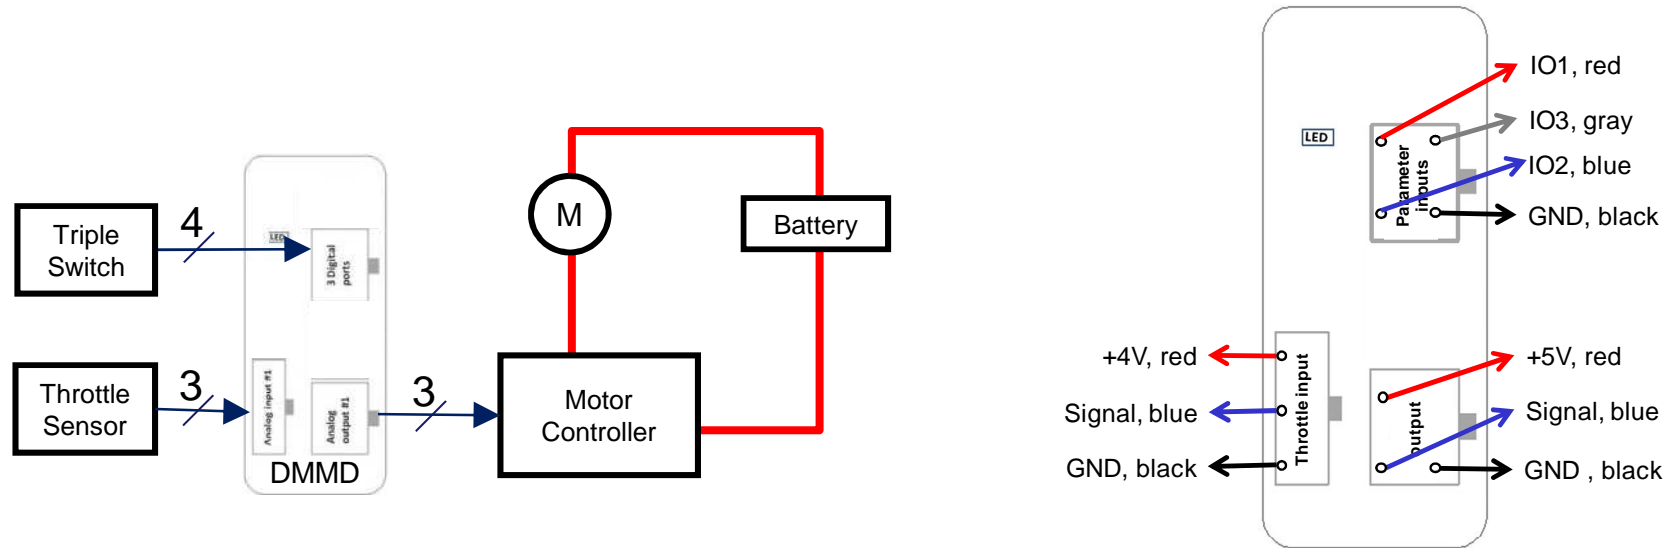 Triple
Switch
4
LED
3 Digital
ports
Throttle
Sensor
3
Analog input #1
Analog
output #1
DMMD
3
M
Battery
Motor
Controller
LED
Parameter
inputs
IO1, red
IO3, gray
IO2, blue
GND, black
+4V, red
Signal, blue
GND, black
Throttle input
output
+5V, red
Signal, blue
GND , black